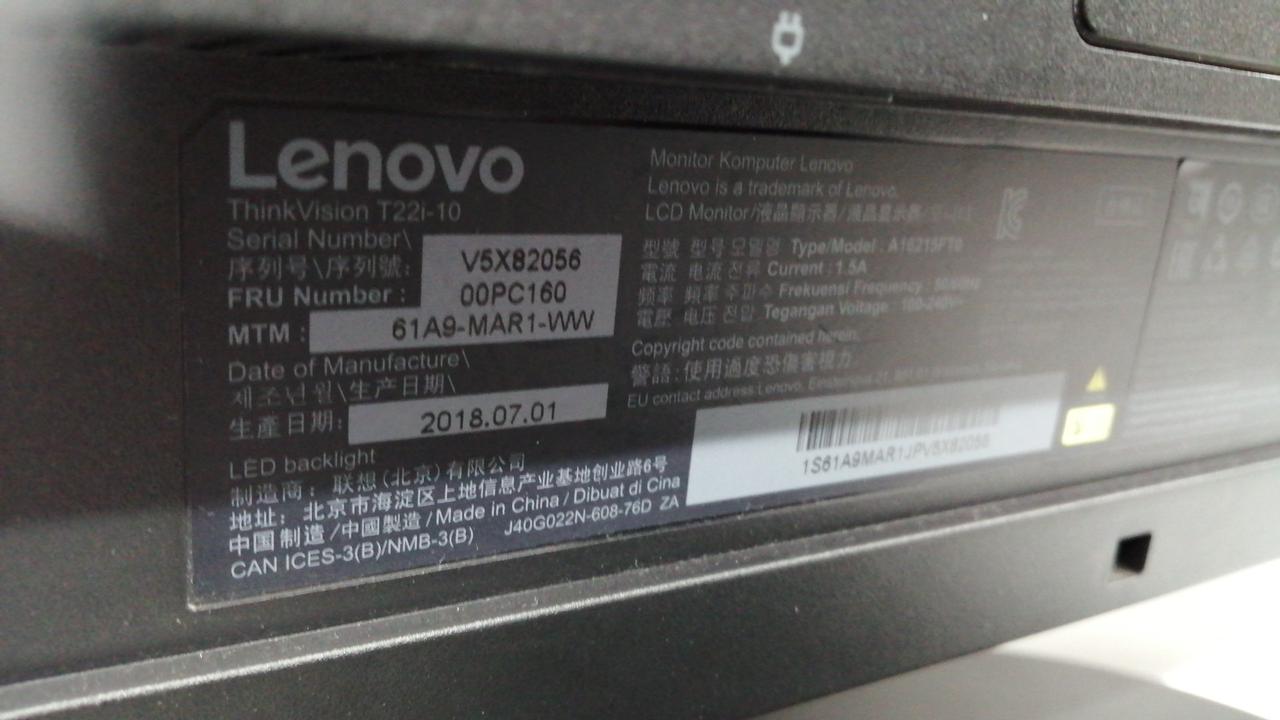 Lenovo
ThinkVision T22i-10
Serial Number\
序列号\序列號:
V5X82056
FRU Number :
00PC160
MTM :
61A9-MAR1-WW
Date of Manufacture\
제조년월\生产日期\
生產日期:
2018.07.01
LED backlight
制造商：联想(北京)有限公司
地址：北京市海淀区上地信息产业基地创业路6号
中国制造/中國製造/Made in China / Dibuat di Cina
CAN ICES-3(B)/NMB-3(B)
J40G022N-608-76D ZA
Monitor Komputer Lenovo
Lenovo is a trademark of Lenovo.
LCD Monitor/液晶顯示器/液晶显示器/
型號 型号 모델명 Type/Model : A16215FT0
電流 电流 전류 Current : 1.5A
频率 頻率 주파수 Frekuensi Frequency : 50/60Hz
電壓 电压 전압 Tegangan Voltage : 100-240V~
Copyright code contained herein.
警語:使用過度恐傷害視力.
EU contact address:Lenovo, Einsteinova 21,
1S61A9MAR1JPV5X82056